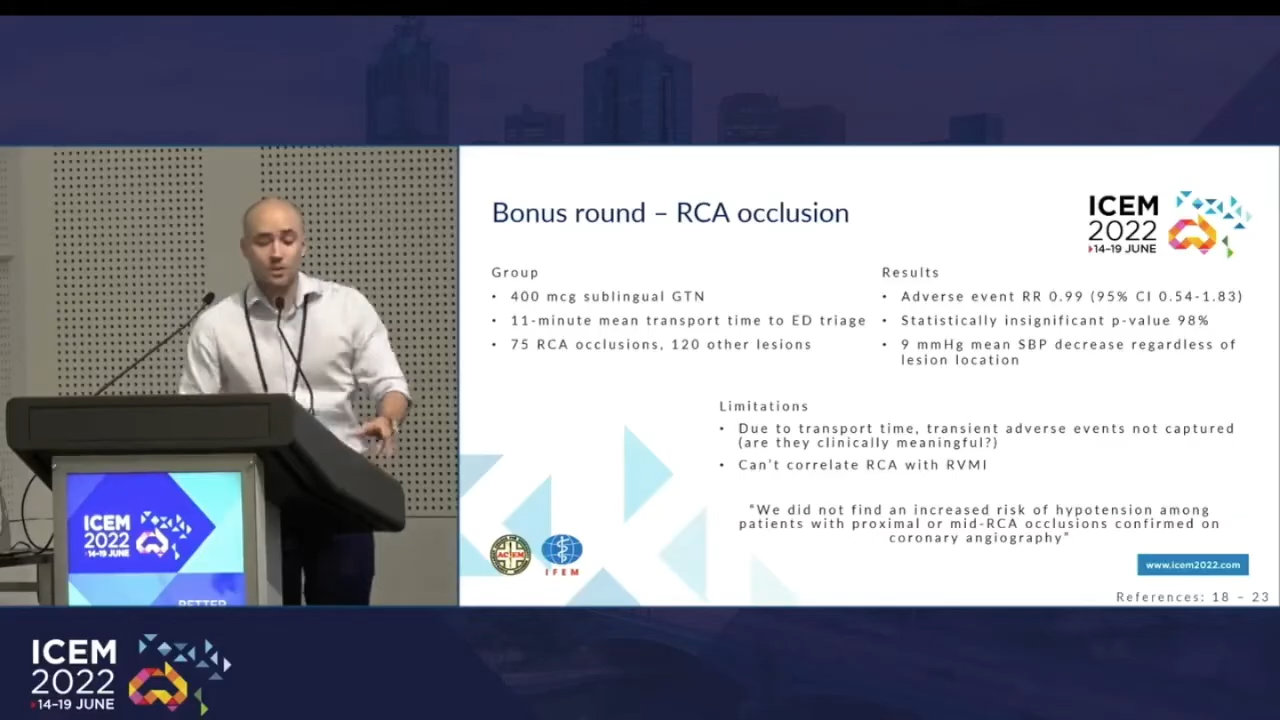 Bonus round – RCA occlusion
ICEM
2022
14–19 JUNE
Group
• 400 mcg sublingual GTN
• 11-minute mean transport time to ED triage
• 75 RCA occlusions, 120 other lesions
Results
• Adverse event RR 0.99 (95% CI 0.54-1.83)
• Statistically insignificant p-value 98%
• 9 mmHg mean SBP decrease regardless of
lesion location
Limitations
• Due to transport time, transient adverse events not captured
(are they clinically meaningful?)
• Can't correlate RCA with RVMI
"We did not find an increased risk of hypotension among
patients with proximal or mid-RCA occlusions confirmed on
coronary angiography"
ACEM
IFEM
www.icem2022.com
References: 18 – 23
ICEM
2022
14–19 JUNE
BETTER
ICEM
2022
14–19 JUNE